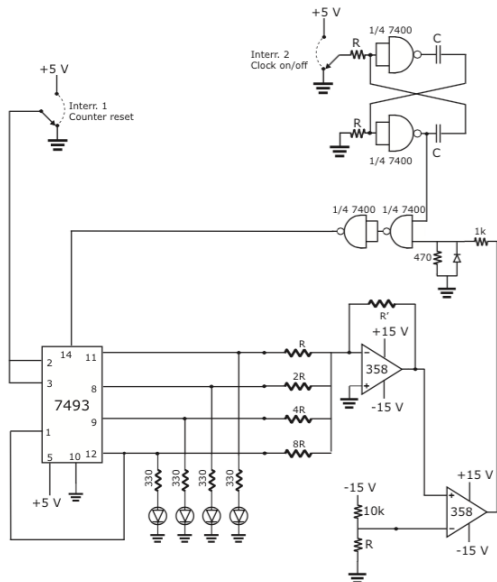 +5 V
1/4 7400
C
Interr. 2
Clock on/off
R
+5 V
Interr. 1
Counter reset
R
1/4 7400
C
1/4 7400
1/4 7400
1k
470
R'
+15 V
14
11
R
2
3
7493
8
2R
358
-15 V
9
4R
1
12
8R
5
10
+5 V
330
330
330
330
-15 V
10k
R
+15 V
358
-15 V
−
+
+
−